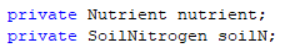 private Nutrient nutrient;
private SoilNitrogen soilN;